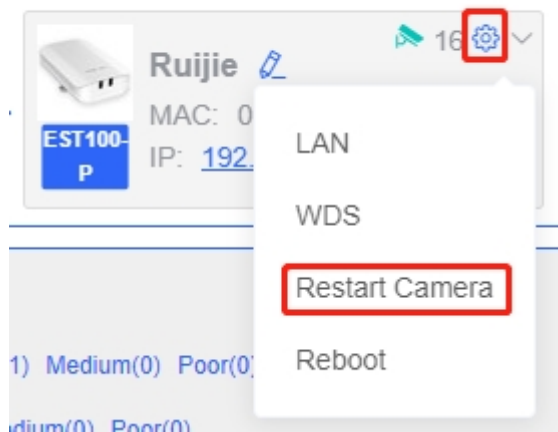 Ruijie
16
MAC: 0
EST100-
P
IP: 192.
LAN
WDS
Restart Camera
Reboot
1) Medium(0) Poor(0)
dium(0) Poor(0)